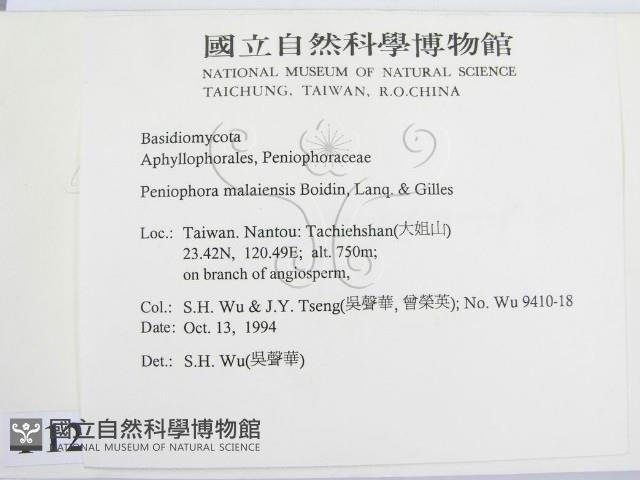 國立自然科學博物館
NATIONAL MUSEUM OF NATURAL SCIENCE
TAICHUNG, TAIWAN, R.O.CHINA
Basidiomycota
Aphyllophorales, Peniophoraceae
Peniophora malaiensis Boidin, Lanq. & Gilles
Loc.: Taiwan. Nantou: Tachiehshan(大姐山)
23.42N, 120.49E; alt. 750m;
on branch of angiosperm,
Col.: S.H. Wu & J.Y. Tseng(吳聲華, 曾榮英); No. Wu 9410-18
Date: Oct. 13, 1994
Det.: S.H. Wu(吳聲華)
國立自然科學博物館
NATIONAL MUSEUM OF NATURAL SCIENCE